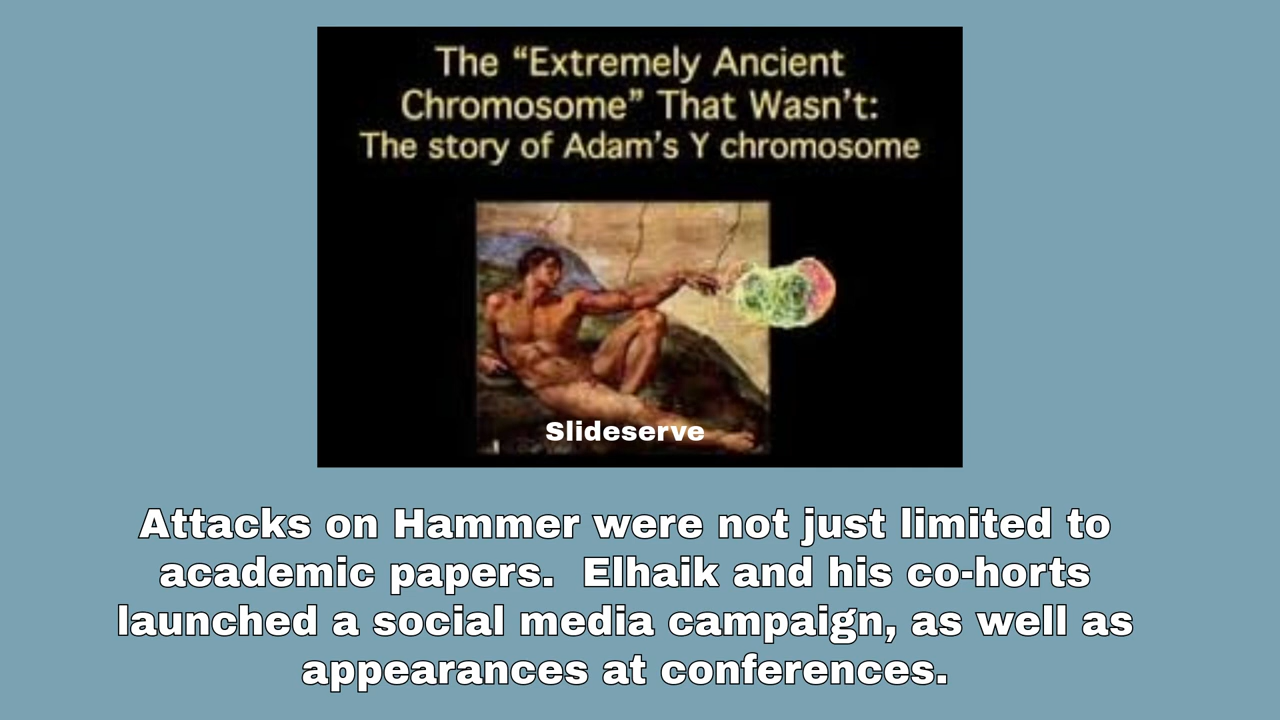 The “Extremely Ancient
Chromosome” That Wasn’t:
The story of Adam’s Y chromosome
Slideserve
Attacks on Hammer were not just limited to
academic papers.  Elhaik and his co-horts
launched a social media campaign, as well as
appearances at conferences.